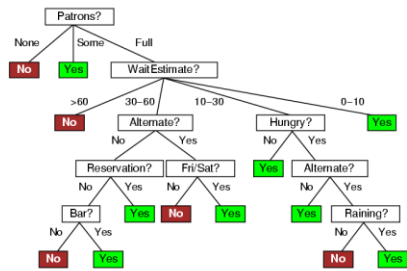 Patrons?
None Some Full
No Yes WaitEstimate?
>60 30–60 10–30 0–10
No Alternate? Hungry? Yes
No Yes No Yes
Reservation? Fri/Sat? Yes Alternate?
No Yes No Yes No Yes
Bar? Yes No Yes Yes Raining?
No Yes No Yes
No Yes No Yes